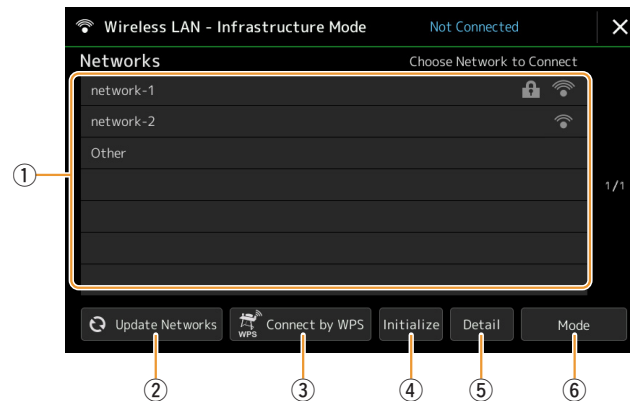 Wireless LAN - Infrastructure Mode Not Connected
Networks Choose Network to Connect
network-1
network-2
Other
1/1
Update Networks WPS Connect by WPS Initialize Detail Mode
①
② ③ ④ ⑤ ⑥